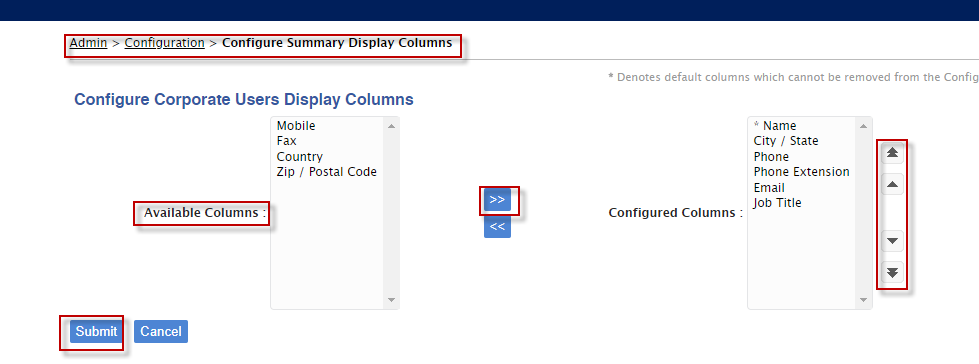 Admin > Configuration > Configure Summary Display Columns
* Denotes default columns which cannot be removed from the Config
Configure Corporate Users Display Columns
Available Columns :
Mobile
Fax
Country
Zip / Postal Code
>>
<<
Configured Columns :
* Name
City / State
Phone
Phone Extension
Email
Job Title
Submit Cancel